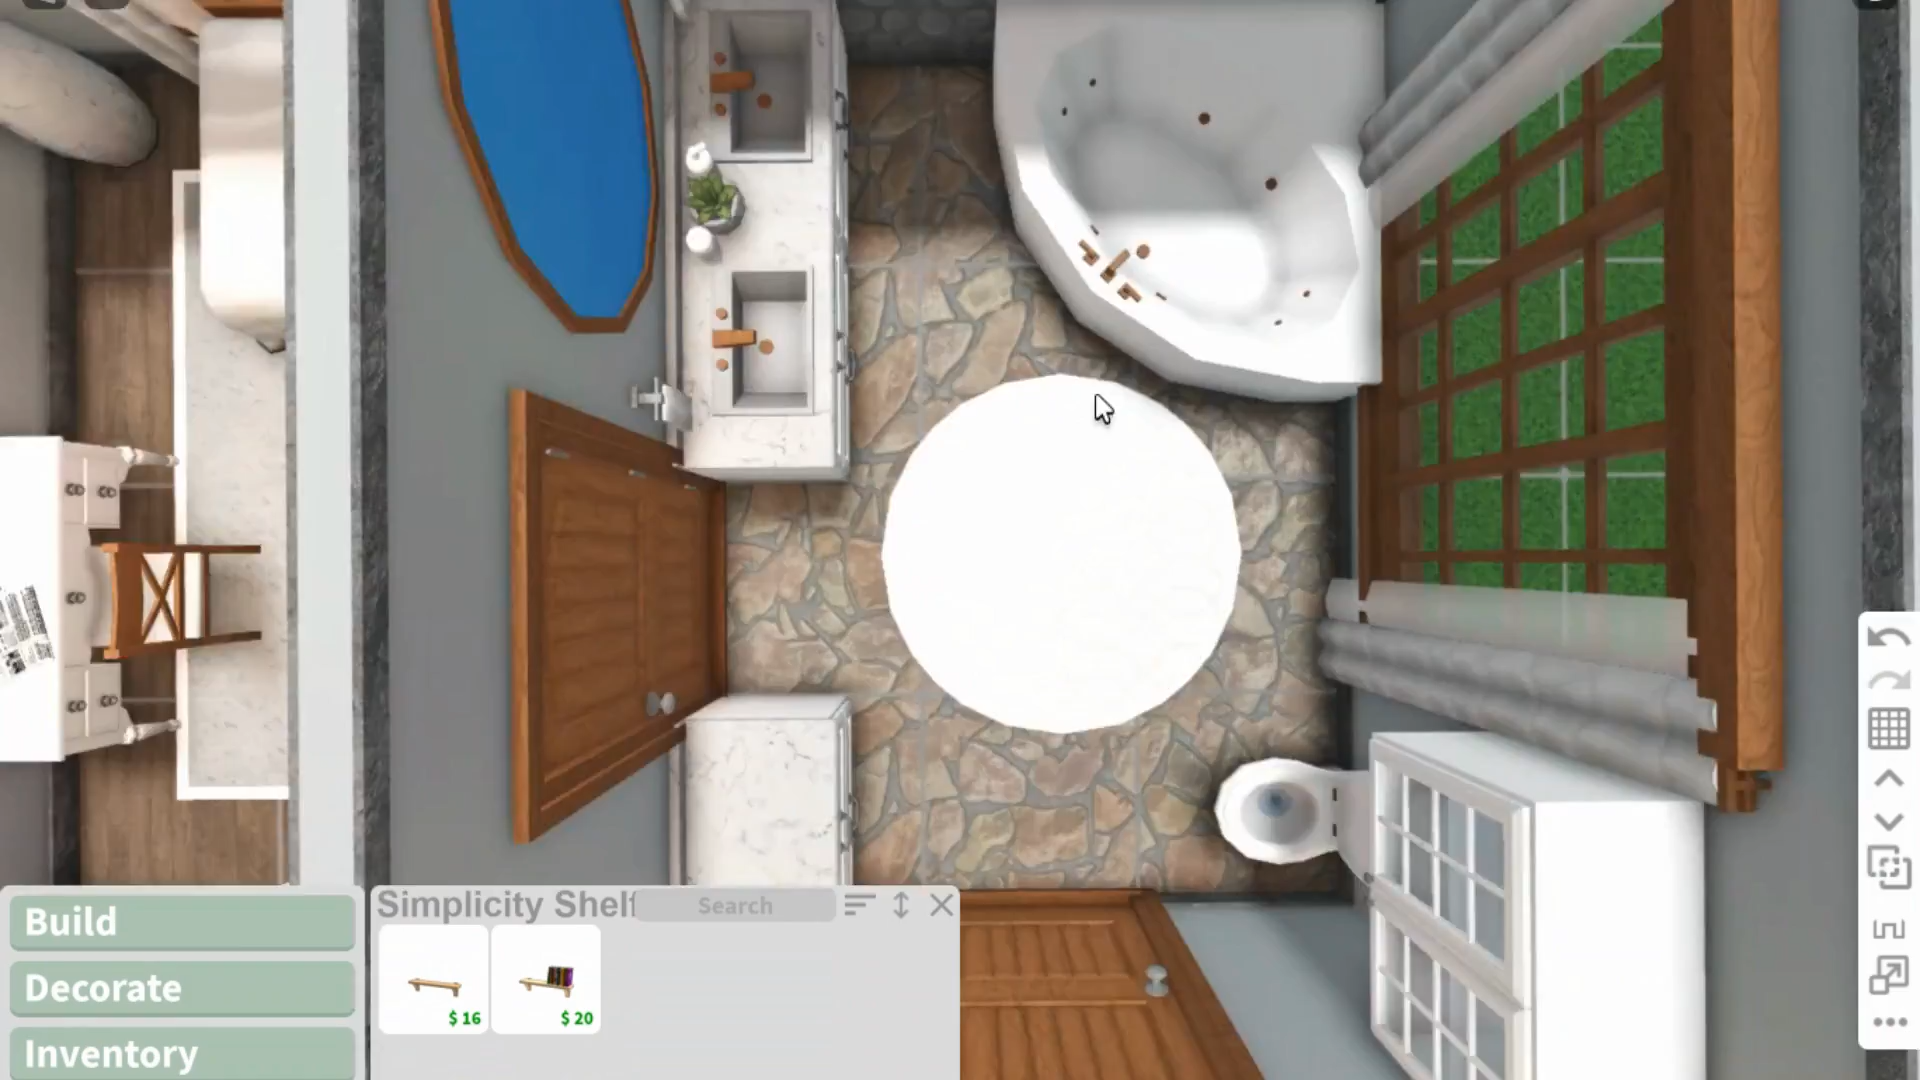 Build
Decorate
Inventory
Simplicity Shelf
Search
$ 16
$ 20